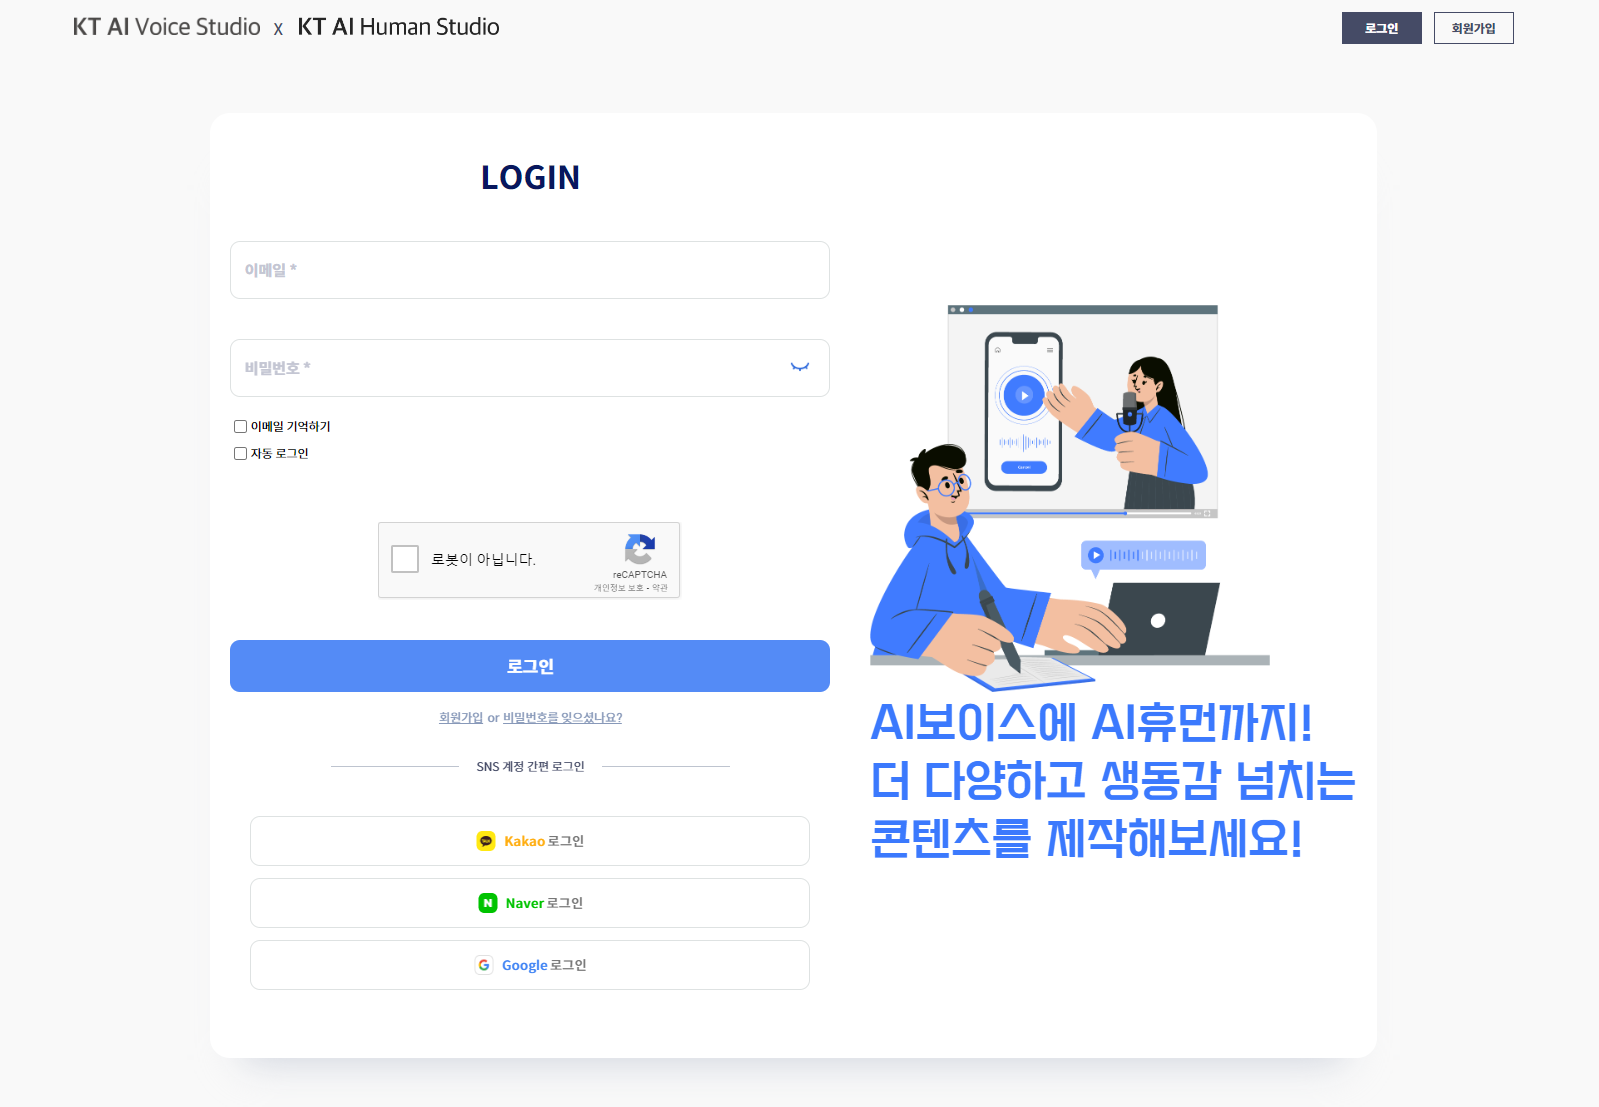 KT AI Voice Studio x KT AI Human Studio
로그인
회원가입
LOGIN
이메일 *
비밀번호 *
이메일 기억하기
자동 로그인
로봇이 아닙니다.
reCAPTCHA
개인정보 보호 - 약관
로그인
회원가입 or 비밀번호를 잊으셨나요?
SNS 계정 간편 로그인
Kakao 로그인
Naver 로그인
Google 로그인
AI보이스에 AI휴먼까지!
더 다양하고 생동감 넘치는
콘텐츠를 제작해보세요!